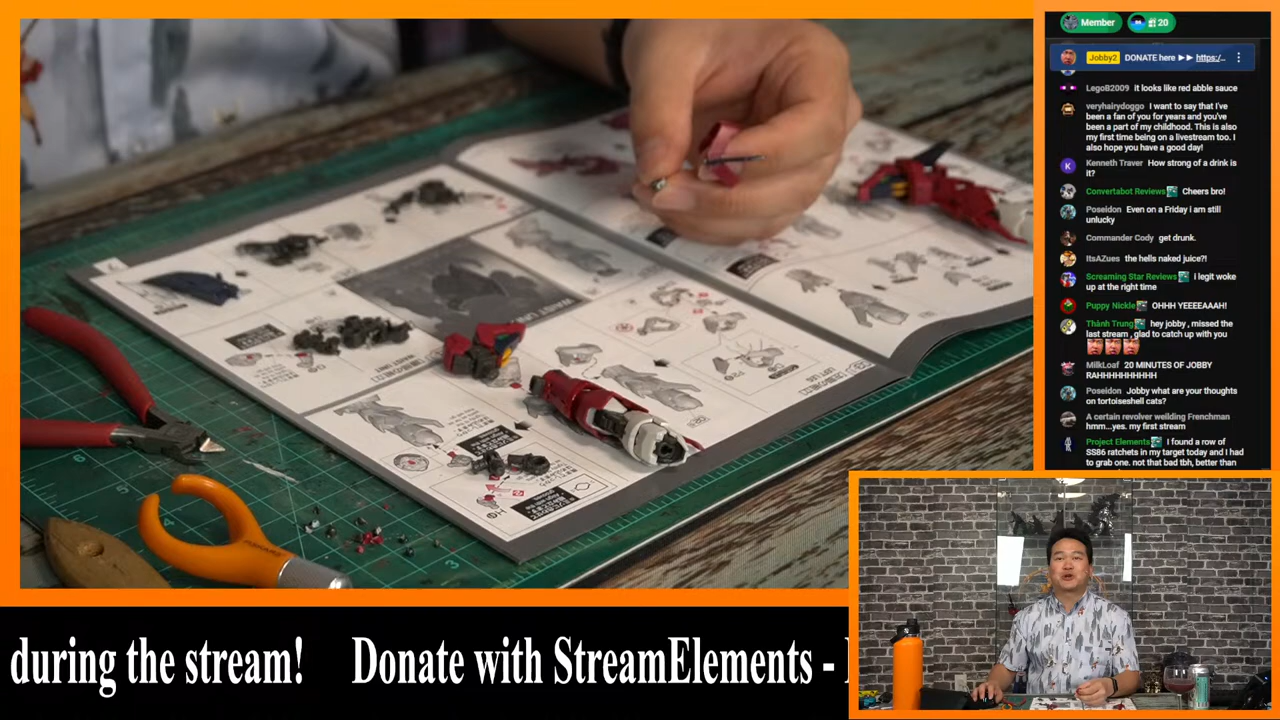 Member
20
Jobby2 DONATE here ►► https:/...
LegoB2009 it looks like red abble sauce
veryhairydoggo I want to say that I've
been a fan of you for years and you've
been a part of my childhood. This is also
my first time being on a livestream too. I
also hope you have a good day!
K
Kenneth Traver How strong of a drink is
it?
Convertabot Reviews Cheers bro!
Poseidon Even on a Friday i am still
unlucky
Commander Cody get drunk.
ItsAZues the hells naked juice?!
Screaming Star Reviews i legit woke
up at the right time
Puppy Nickle OHHH YEEEEAAAH!
Thành Trung hey jobby , missed the
last stream , glad to catch up with you
MilkLoaf 20 MINUTES OF JOBBY
RAHHHHHHHHHH
Poseidon Jobby what are your thoughts
on tortoiseshell cats?
A certain revolver weilding Frenchman
hmm...yes. my first stream
Project Elements I found a row of
SS86 ratchets in my target today and I had
to grab one. not that bad tbh, better than
6
5
4
3
during the stream! Donate with StreamElements -